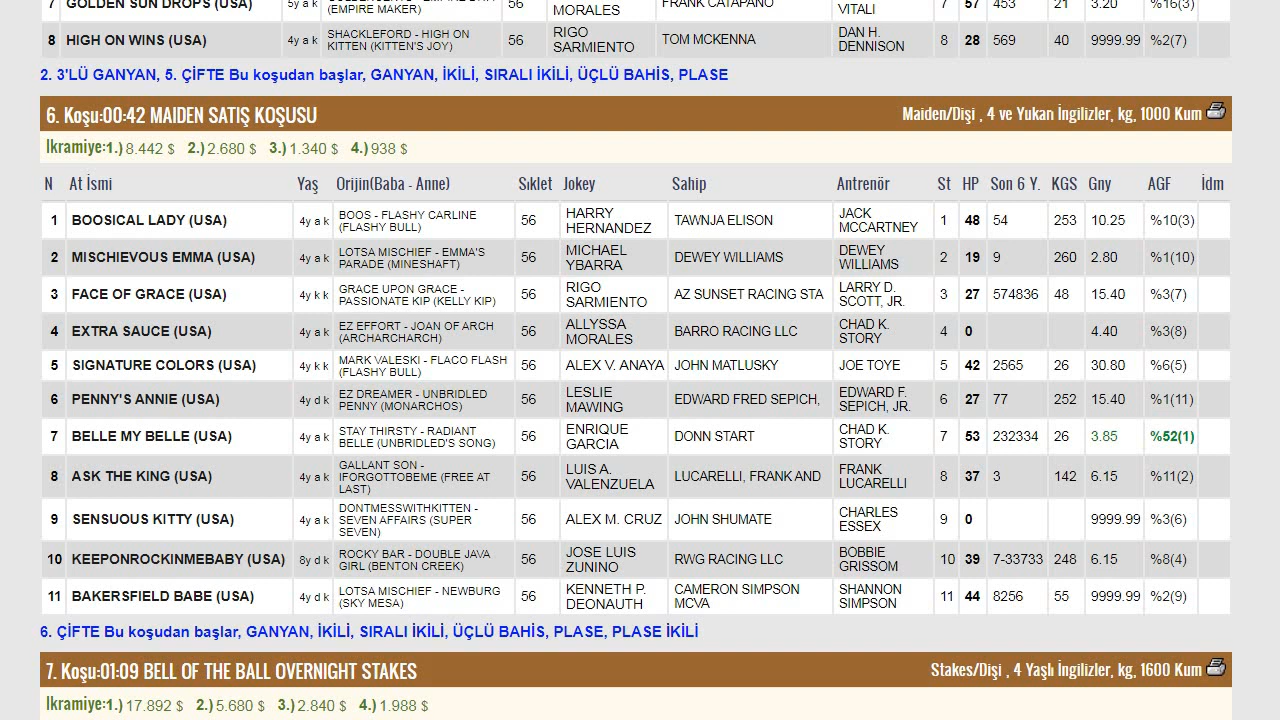 7 GOLDEN SUN DROPS (USA) 5y a k (EMPIRE MAKER) 56 MORALES FRANK CATAPANO VITALI 7 57 453 21 3.20 %16(3)
8 HIGH ON WINS (USA) 4y a k SHACKLEFORD - HIGH ON KITTEN (KITTEN'S JOY) 56 RIGO SARMIENTO TOM MCKENNA DAN H. DENNISON 8 28 569 40 9999.99 %2(7)
2. 3'LÜ GANYAN, 5. ÇİFTE Bu koşudan başlar, GANYAN, İKİLİ, SIRALI İKİLİ, ÜÇLÜ BAHİS, PLASE
6. Koşu:00:42 MAIDEN SATIŞ KOŞUSU Maiden/Dişi , 4 ve Yukarı İngilizler, kg, 1000 Kum
Ikramiye:1.) 8.442 $ 2.) 2.680 $ 3.) 1.340 $ 4.) 938 $
N At İsmi Yaş Orijin(Baba - Anne) Sıklet Jokey Sahip Antrenör St HP Son 6 Y. KGS Gny AGF İdm
1 BOOSICAL LADY (USA) 4y a k BOOS - FLASHY CARLINE (FLASHY BULL) 56 HARRY HERNANDEZ TAWNJA ELISON JACK MCCARTNEY 1 48 54 253 10.25 %10(3)
2 MISCHIEVOUS EMMA (USA) 4y a k LOTSA MISCHIEF - EMMA'S PARADE (MINESHAFT) 56 MICHAEL YBARRA DEWEY WILLIAMS DEWEY WILLIAMS 2 19 9 260 2.80 %1(10)
3 FACE OF GRACE (USA) 4y k k GRACE UPON GRACE - PASSIONATE KIP (KELLY KIP) 56 RIGO SARMIENTO AZ SUNSET RACING STA LARRY D. SCOTT, JR. 3 27 574836 48 15.40 %3(7)
4 EXTRA SAUCE (USA) 4y a k EZ EFFORT - JOAN OF ARCH (ARCHARCHARCH) 56 ALLYSSA MORALES BARRO RACING LLC CHAD K. STORY 4 0 4.40 %3(8)
5 SIGNATURE COLORS (USA) 4y k k MARK VALESKI - FLACO FLASH (FLASHY BULL) 56 ALEX V. ANAYA JOHN MATLUSKY JOE TOYE 5 42 2565 26 30.80 %6(5)
6 PENNY'S ANNIE (USA) 4y d k EZ DREAMER - UNBRIDLED PENNY (MONARCHOS) 56 LESLIE MAWING EDWARD FRED SEPICH, EDWARD F. SEPICH, JR. 6 27 77 252 15.40 %1(11)
7 BELLE MY BELLE (USA) 4y a k STAY THIRSTY - RADIANT BELLE (UNBRIDLED'S SONG) 56 ENRIQUE GARCIA DONN START CHAD K. STORY 7 53 232334 26 3.85 %52(1)
8 ASK THE KING (USA) 4y a k GALLANT SON - IFORGOTTOBEME (FREE AT LAST) 56 LUIS A. VALENZUELA LUCARELLI, FRANK AND FRANK LUCARELLI 8 37 3 142 6.15 %11(2)
9 SENSUOUS KITTY (USA) 4y a k DONTMESSWITHKITTEN - SEVEN AFFAIRS (SUPER SEVEN) 56 ALEX M. CRUZ JOHN SHUMATE CHARLES ESSEX 9 0 9999.99 %3(6)
10 KEEPONROCKINMEBABY (USA) 8y d k ROCKY BAR - DOUBLE JAVA GIRL (BENTON CREEK) 56 JOSE LUIS ZUNINO RWG RACING LLC BOBBIE GRISSOM 10 39 7-33733 248 6.15 %8(4)
11 BAKERSFIELD BABE (USA) 4y d k LOTSA MISCHIEF - NEWBURG (SKY MESA) 56 KENNETH P. DEONAUTH CAMERON SIMPSON MCVA SHANNON SIMPSON 11 44 8256 55 9999.99 %2(9)
6. ÇİFTE Bu koşudan başlar, GANYAN, İKİLİ, SIRALI İKİLİ, ÜÇLÜ BAHİS, PLASE, PLASE İKİLİ
7. Koşu:01:09 BELL OF THE BALL OVERNIGHT STAKES Stakes/Dişi , 4 Yaşlı İngilizler, kg, 1600 Kum
Ikramiye:1.) 17.892 $ 2.) 5.680 $ 3.) 2.840 $ 4.) 1.988 $